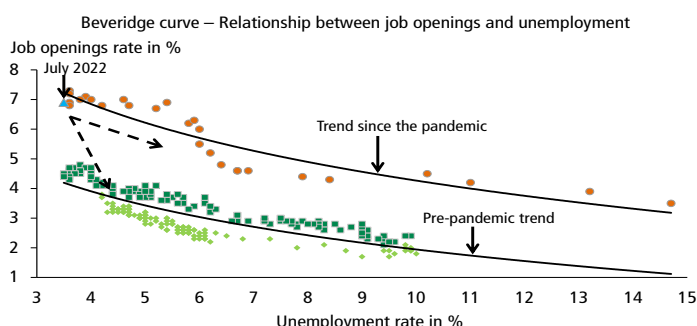 Beveridge curve – Relationship between job openings and unemployment
Job openings rate in %
8
July 2022
7
6
Trend since the pandemic
5
4
Pre-pandemic trend
3
2
1
3 4 5 6 7 8 9 10 11 12 13 14 15
Unemployment rate in %